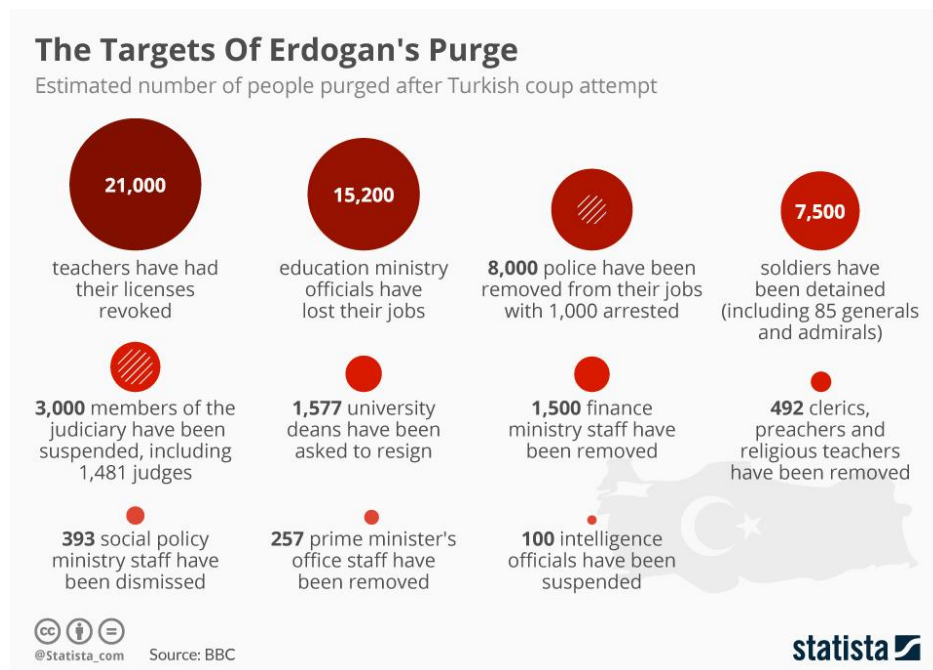 The Targets Of Erdogan's Purge
Estimated number of people purged after Turkish coup attempt
21,000
teachers have had
their licenses
revoked
15,200
education ministry
officials have
lost their jobs
8,000 police have been
removed from their jobs
with 1,000 arrested
7,500
soldiers have
been detained
(including 85 generals
and admirals)
3,000 members of the
judiciary have been
suspended, including
1,481 judges
1,577 university
deans have been
asked to resign
1,500 finance
ministry staff have
been removed
492 clerics,
preachers and
religious teachers
have been removed
393 social policy
ministry staff have
been dismissed
257 prime minister's
office staff have
been removed
100 intelligence
officials have been
suspended
cc
@Statista_com
Source: BBC
statista